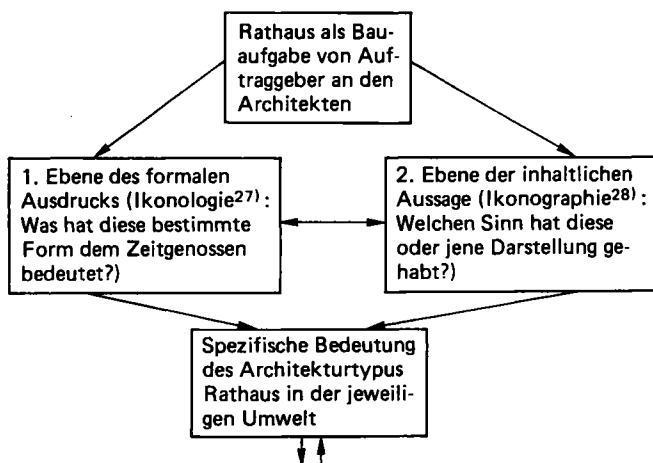 Rathaus als Bau-
aufgabe von Auf-
traggeber an den
Architekten
1. Ebene des formalen
Ausdrucks (Ikonologie²⁷) :
Was hat diese bestimmte
Form dem Zeitgenossen
bedeutet?)
2. Ebene der inhaltlichen
Aussage (Ikonographie²⁸) :
Welchen Sinn hat diese
oder jene Darstellung ge-
habt?)
Spezifische Bedeutung
des Architekturtypus
Rathaus in der jeweili-
gen Umwelt